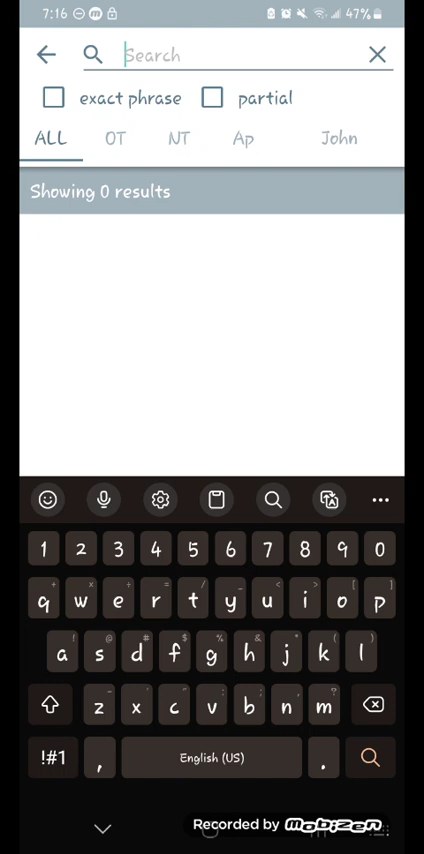 7:16 m 47%
Search
exact phrase partial
ALL OT NT Ap John
Showing 0 results
1 2 3 4 5 6 7 8 9 0
q w e r t y u i o p
a s d f g h j k l
z x c v b n m
!#1 , English (US) .
Recorded by mobizen